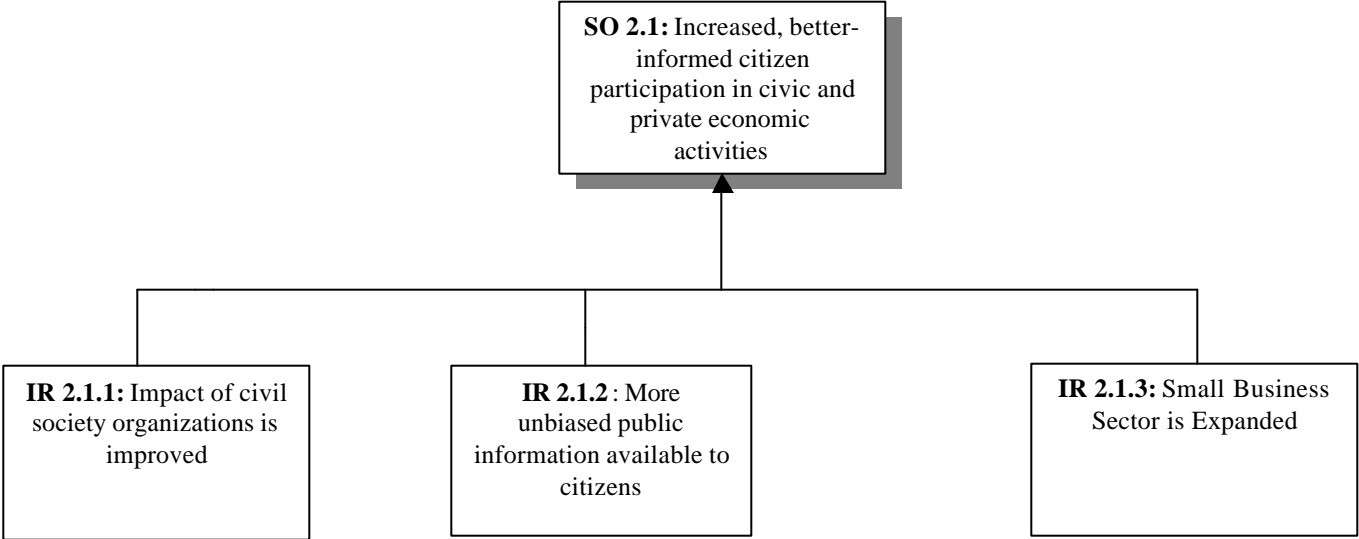 SO 2.1: Increased, better-
informed citizen
participation in civic and
private economic
activities
IR 2.1.1: Impact of civil
society organizations is
improved
IR 2.1.2 : More
unbiased public
information available to
citizens
IR 2.1.3: Small Business
Sector is Expanded